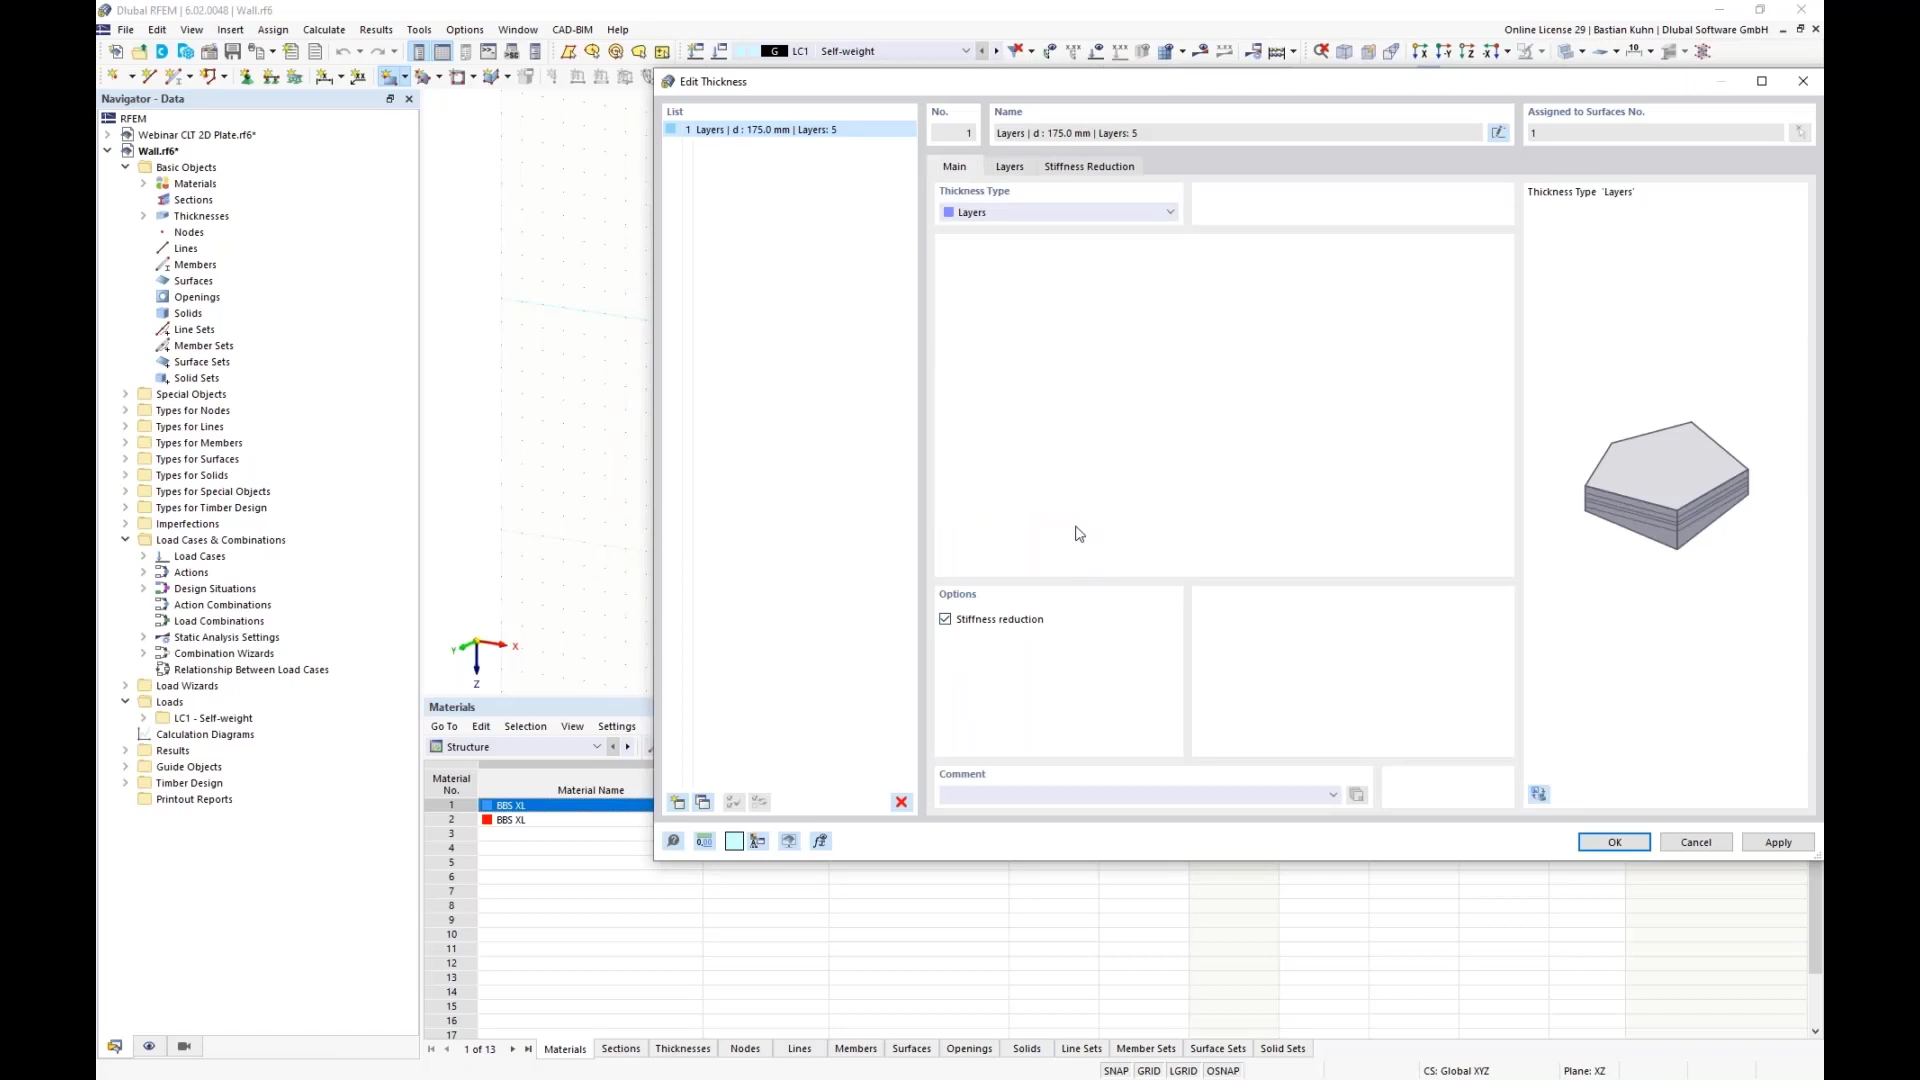 Dlubal RFEM | 6.02.0048 | Wall.rf6*
File Edit View Insert Assign Calculate Results Tools Options Window CAD-BIM Help
Online License 29 | Bastian Kuhn | Dlubal Software GmbH
G LC1 Self-weight
Navigator - Data
RFEM
Webinar CLT 2D Plate.rf6*
Wall.rf6*
Basic Objects
Materials
Sections
Thicknesses
Nodes
Lines
Members
Surfaces
Openings
Solids
Line Sets
Member Sets
Surface Sets
Solid Sets
Special Objects
Types for Nodes
Types for Lines
Types for Members
Types for Surfaces
Types for Solids
Types for Special Objects
Types for Timber Design
Imperfections
Load Cases & Combinations
Load Cases
Actions
Design Situations
Action Combinations
Load Combinations
Static Analysis Settings
Combination Wizards
Relationship Between Load Cases
Load Wizards
Loads
LC1 - Self-weight
Calculation Diagrams
Results
Guide Objects
Timber Design
Printout Reports
X
Y
Z
Edit Thickness
List
1 Layers | d : 175.0 mm | Layers: 5
No.
1
Name
Layers | d : 175.0 mm | Layers: 5
Assigned to Surfaces No.
1
Main Layers Stiffness Reduction
Thickness Type
Layers
Thickness Type 'Layers'
Options
Stiffness reduction
Comment
OK Cancel Apply
Materials
Go To Edit Selection View Settings
Structure
Material
No.
Material Name
1 BBS XL
2 BBS XL
3
4
5
6
7
8
9
10
11
12
13
14
15
16
17
1 of 13
Materials Sections Thicknesses Nodes Lines Members Surfaces Openings Solids Line Sets Member Sets Surface Sets Solid Sets
SNAP GRID LGRID OSNAP
CS: Global XYZ
Plane: XZ